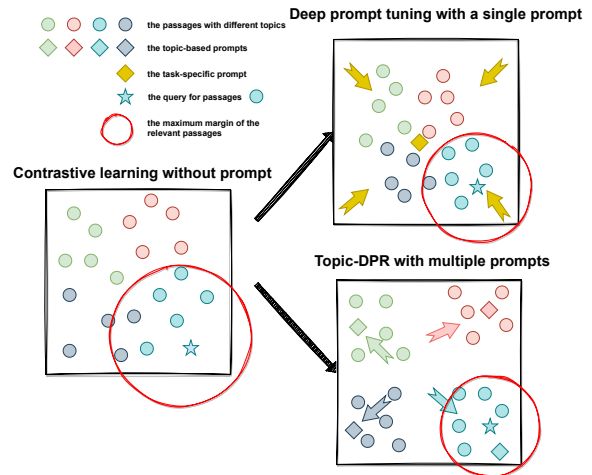 Deep prompt tuning with a single prompt
the passages with different topics
the topic-based prompts
the task-specific prompt
the query for passages
the maximum margin of the
relevant passages
Contrastive learning without prompt
Topic-DPR with multiple prompts